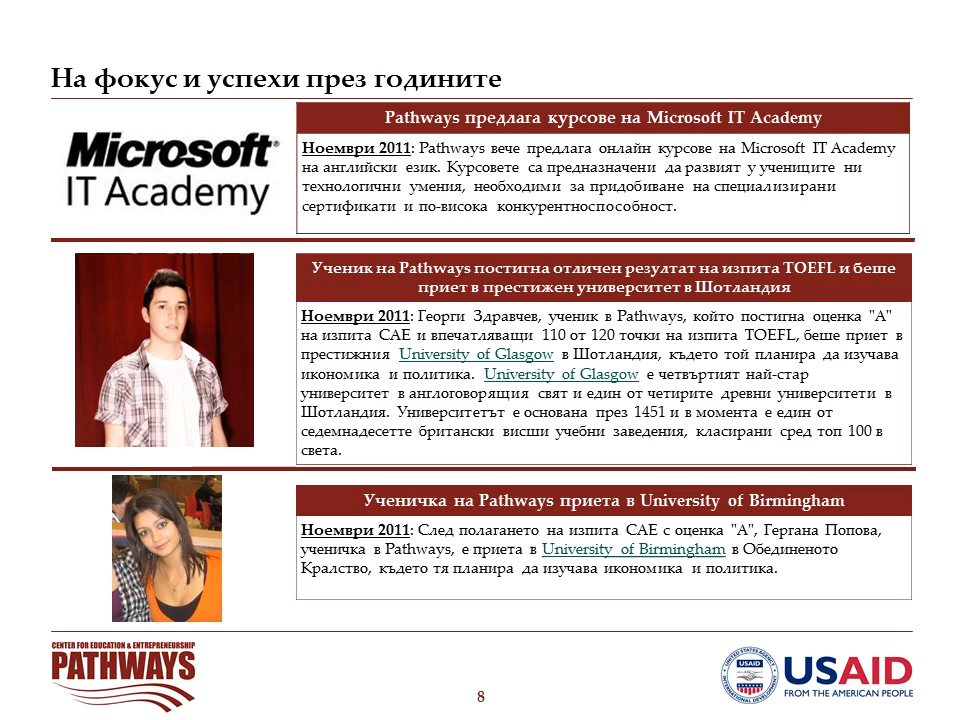 На фокус и успехи през годините
Microsoft®
IT Academy
Pathways предлага курсове на Microsoft IT Academy
Ноември 2011: Pathways вече предлага онлайн курсове на Microsoft IT Academy
на английски език. Курсовете са предназначени да развият у учениците ни
технологични умения, необходими за придобиване на специализирани
сертификати и по-висока конкурентноспособност.
Ученик на Pathways постигна отличен резултат на изпита TOEFL и беше
приет в престижен университет в Шотландия
Ноември 2011: Георги Здравчев, ученик в Pathways, който постигна оценка "А"
на изпита CAE и впечатляващи 110 от 120 точки на изпита TOEFL, беше приет в
престижния University of Glasgow в Шотландия, където той планира да изучава
икономика и политика. University of Glasgow е четвъртият най-стар
университет в англоговорящия свят и един от четирите древни университети в
Шотландия. Университетът е основана през 1451 и в момента е един от
седемнадесетте британски висши учебни заведения, класирани сред топ 100 в
света.
Ученичка на Pathways приета в University of Birmingham
Ноември 2011: След полагането на изпита CAE с оценка "А", Гергана Попова,
ученичка в Pathways, е приета в University of Birmingham в Обединеното
Кралство, където тя планира да изучава икономика и политика.
CENTER FOR EDUCATION & ENTREPRENEURSHIP
PATHWAYS
8
UNITED STATES AGENCY
USAID
INTERNATIONAL DEVELOPMENT
USAID
FROM THE AMERICAN PEOPLE